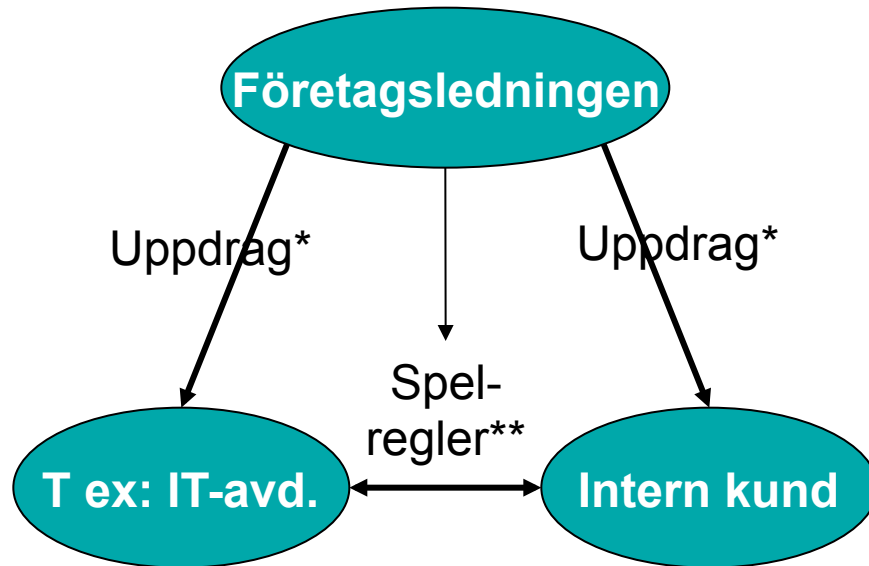 Företagsledningen
Uppdrag*
Uppdrag*
Spel-
regler**
T ex: IT-avd.
Intern kund